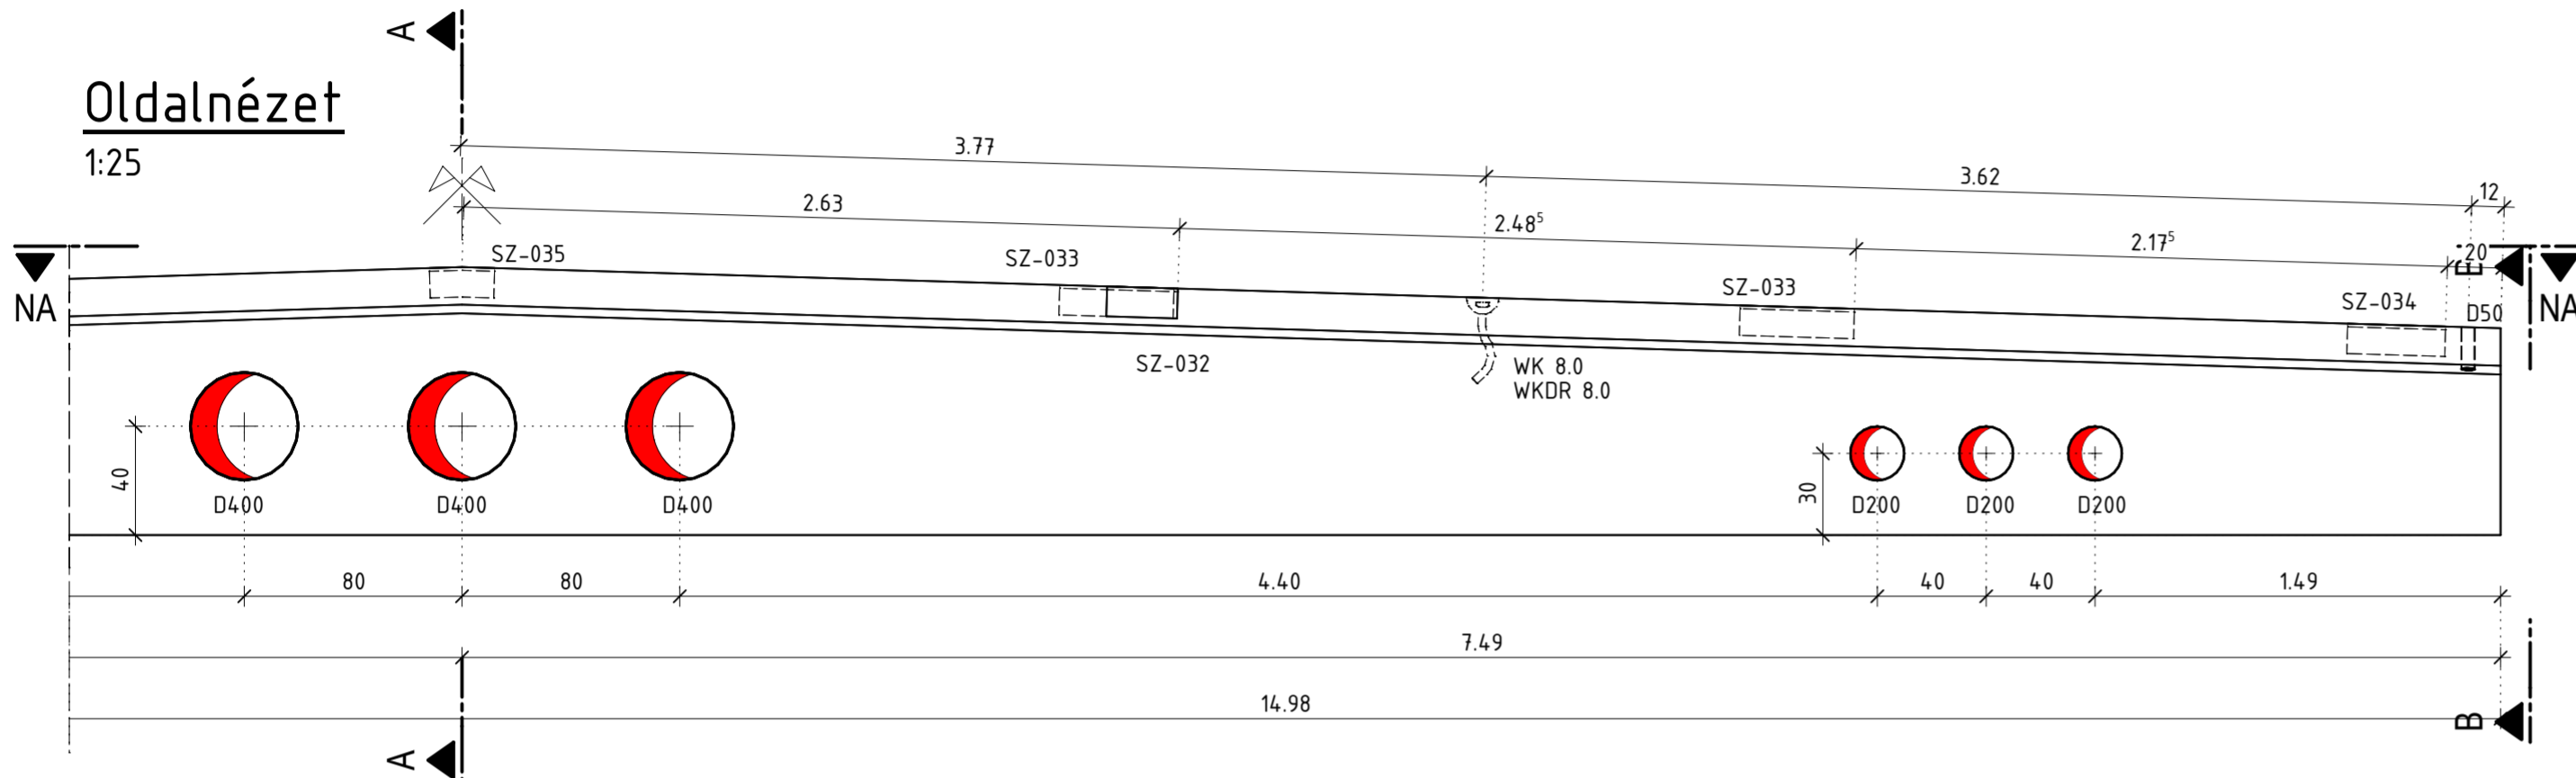 A
Oldalnézet
1:25
3.77
3.62
12
2.63
2.48⁵
2.17⁵
20
NA
SZ-035
SZ-033
SZ-033
SZ-034
D50
NA
SZ-032
WK 8.0
WKDR 8.0
40
30
D400
D400
D400
D200
D200
D200
80
80
4.40
40
40
1.49
7.49
14.98
A
B